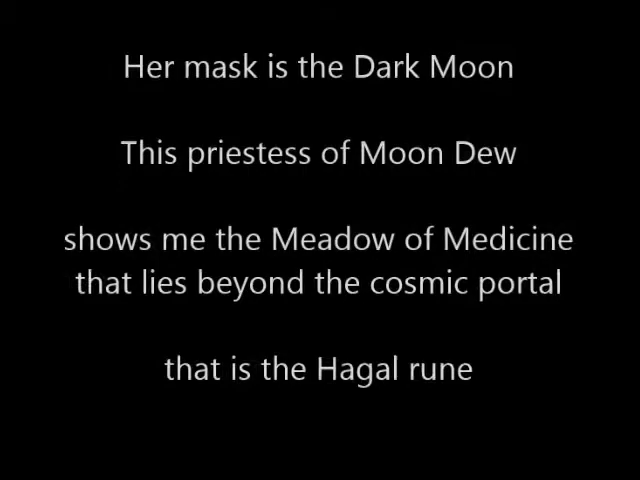 Her mask is the Dark Moon
This priestess of Moon Dew
shows me the Meadow of Medicine
that lies beyond the cosmic portal
that is the Hagal rune